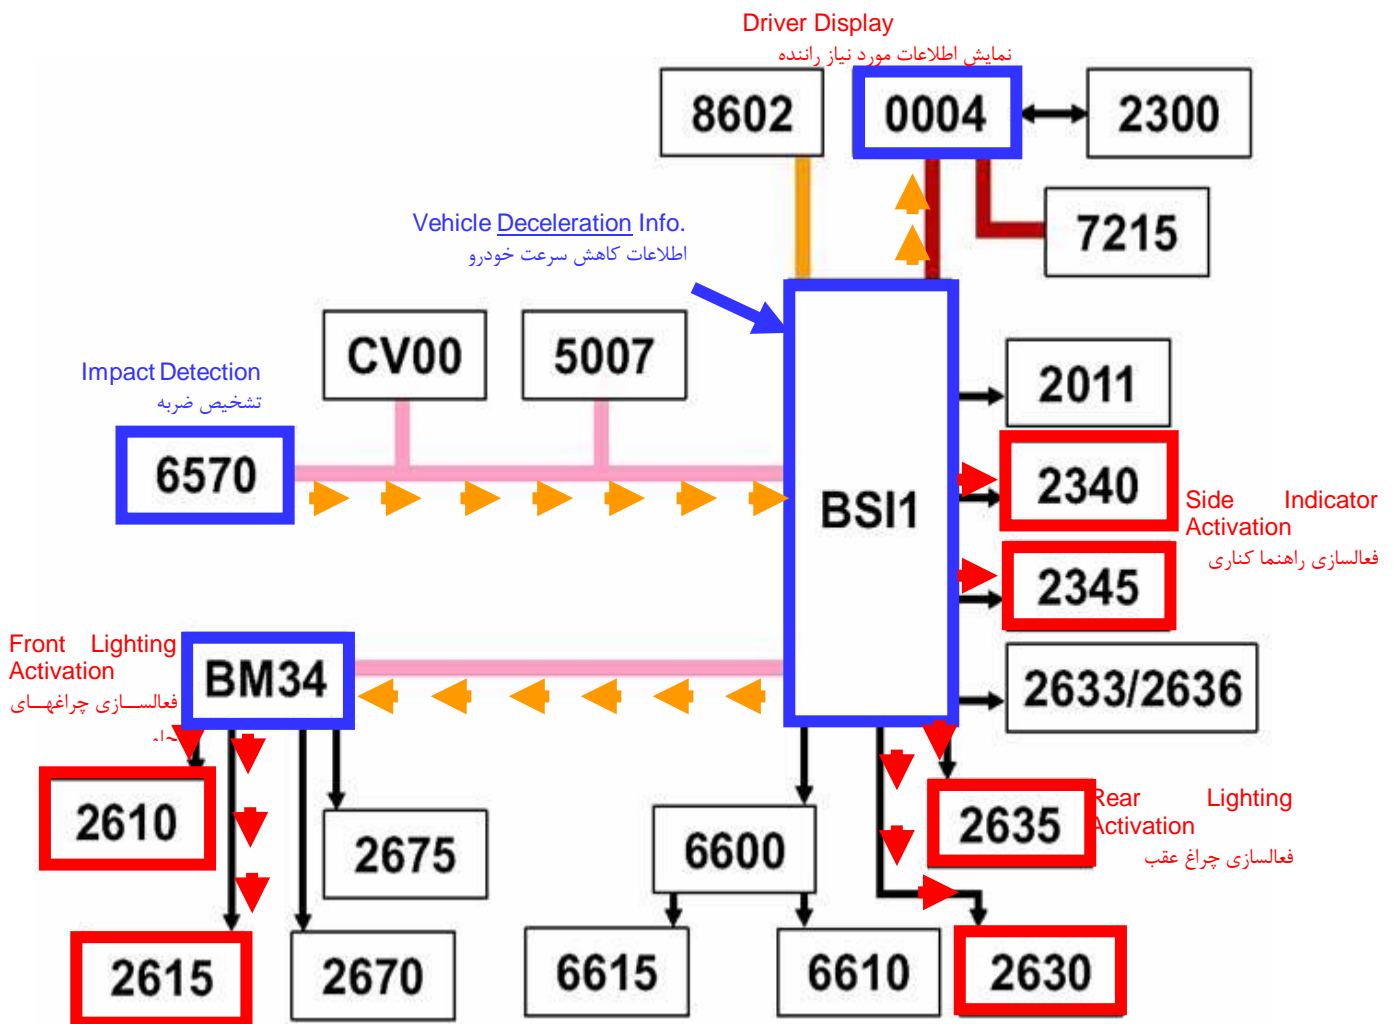 Driver Display
نمایش اطلاعات مورد نیاز راننده
8602
0004
2300
7215
Vehicle Deceleration Info.
اطلاعات کاهش سرعت خودرو
CV00
5007
2011
Impact Detection
تشخیص ضربه
6570
BSI1
2340
Side Indicator
Activation
فعالسازی راهنما کناری
2345
Front Lighting
Activation
فعالسازی چراغهای
BM34
2633/2636
2610
2675
6600
2635
Rear Lighting
Activation
فعالسازی چراغ عقب
2615
2670
6615
6610
2630